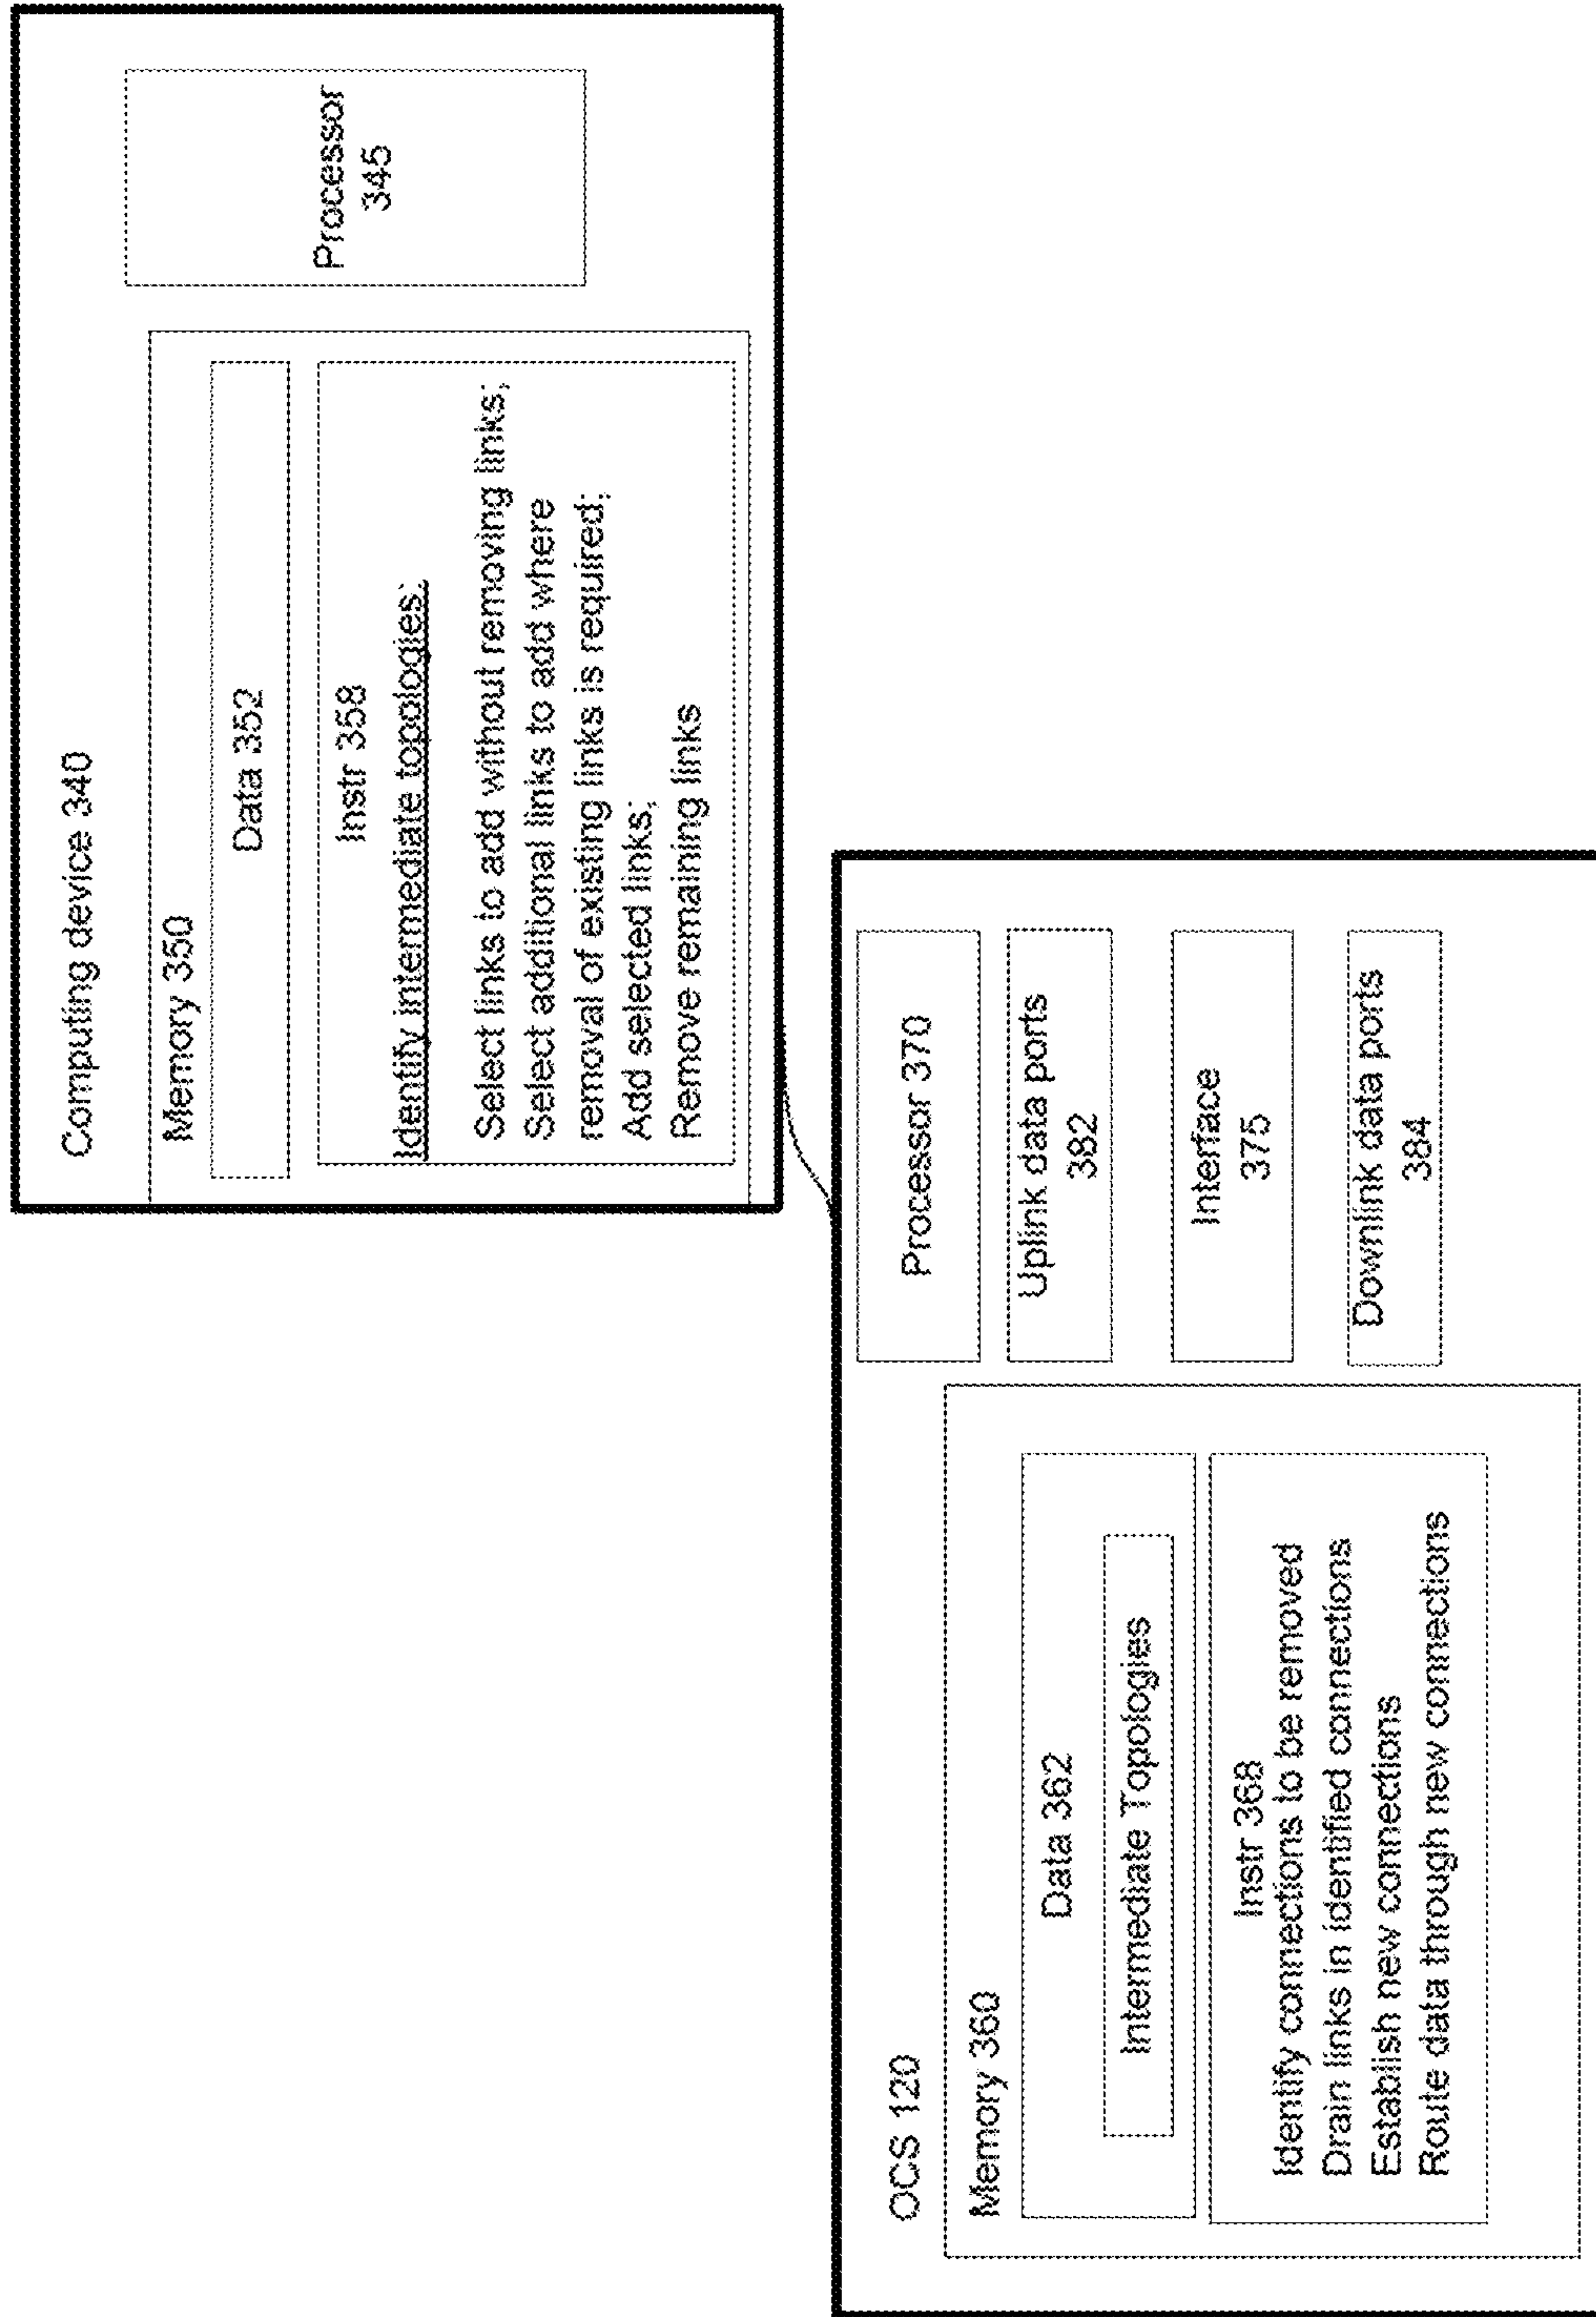 Computing device 340
Memory 350
Data 352
Instr 358
Identify intermediate topologies:
Select links to add without removing links;
Select additional links to add where
removal of existing links is required;
Add selected links;
Remove remaining links
Processor
345
OCS 120
Memory 360
Data 362
Intermediate Topologies
Instr 368
Identify connections to be removed
Drain links in identified connections
Establish new connections
Route data through new connections
Processor 370
Uplink data ports
382
Interface
375
Downlink data ports
384